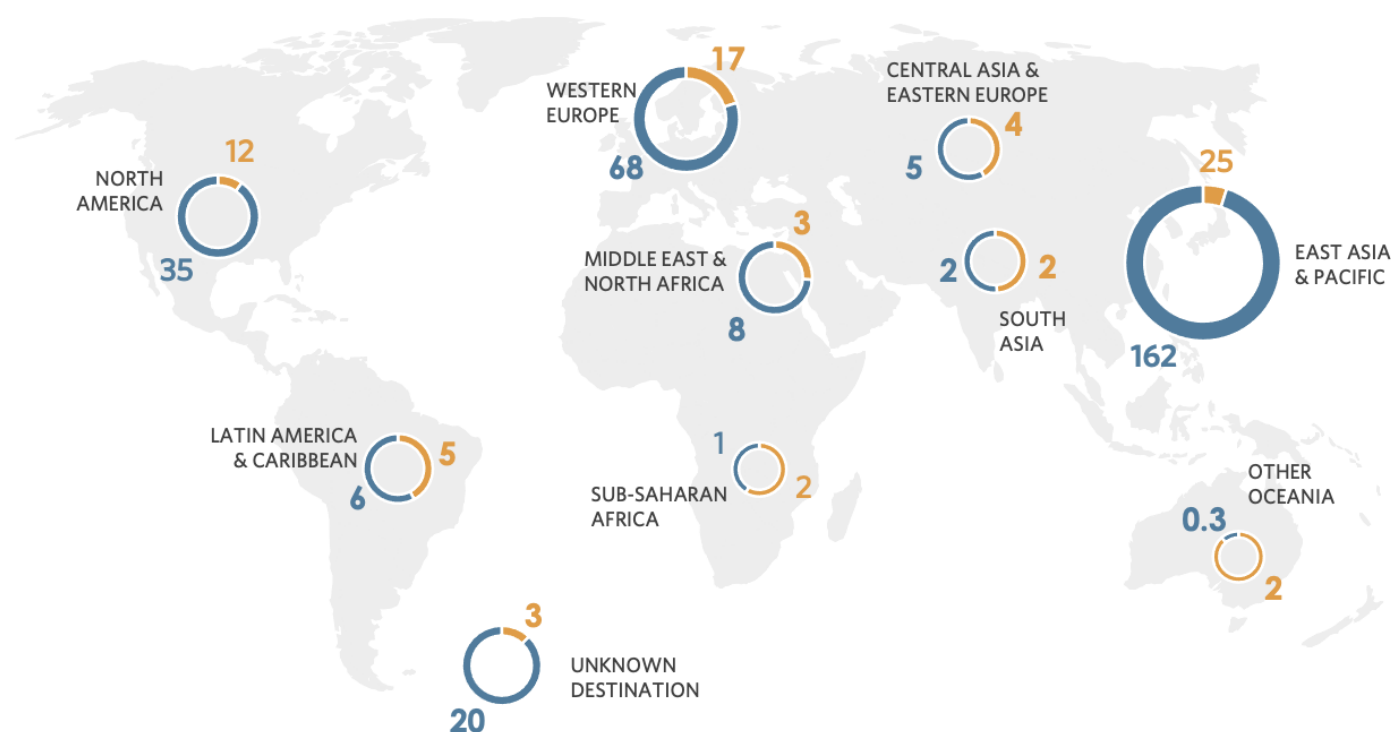 17
WESTERN
EUROPE
68
CENTRAL ASIA &
EASTERN EUROPE
4
5
12
NORTH
AMERICA
35
25
EAST ASIA
& PACIFIC
162
3
MIDDLE EAST &
NORTH AFRICA
8
2
2
SOUTH
ASIA
LATIN AMERICA
& CARIBBEAN
5
6
1
SUB-SAHARAN
AFRICA
2
OTHER
OCEANIA
0.3
2
3
UNKNOWN
DESTINATION
20